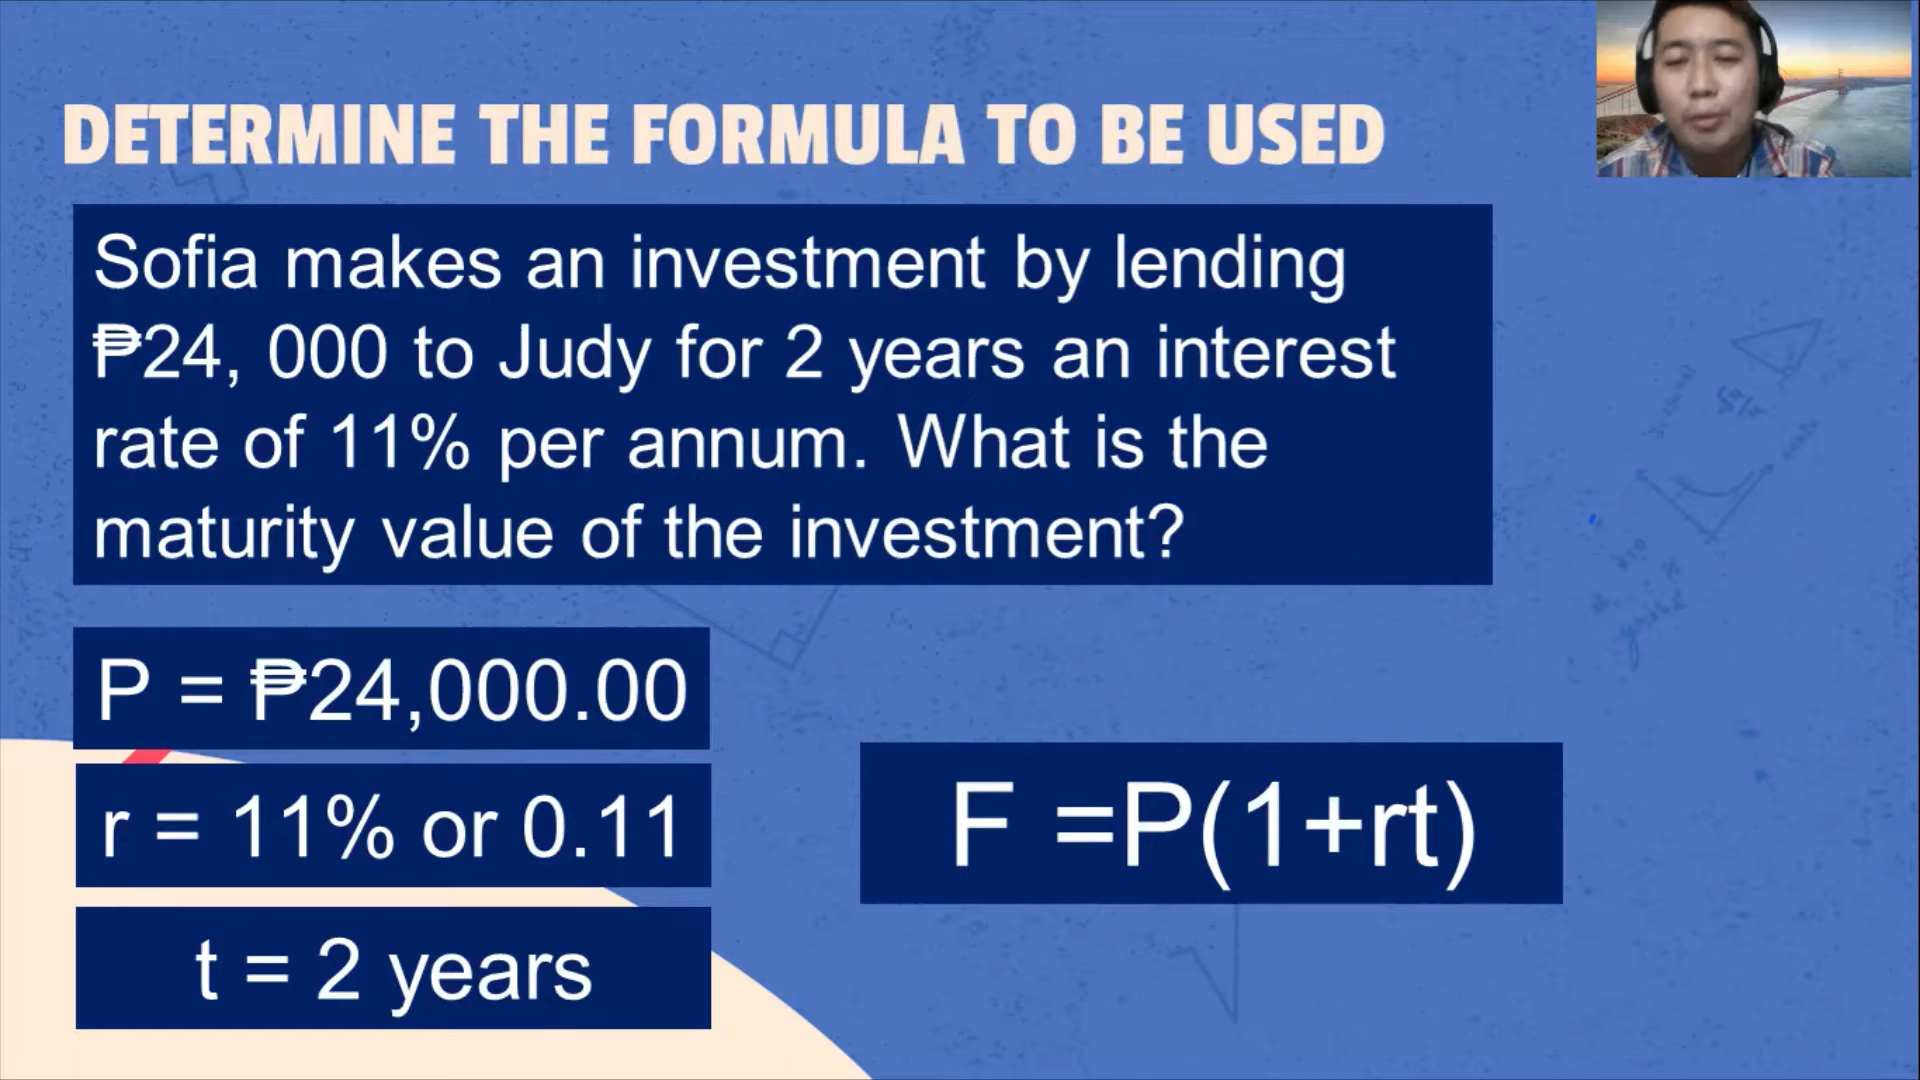 DETERMINE THE FORMULA TO BE USED
Sofia makes an investment by lending
₱24, 000 to Judy for 2 years an interest
rate of 11% per annum. What is the
maturity value of the investment?
P = ₱24,000.00
r = 11% or 0.11
t = 2 years
F =P(1+rt)